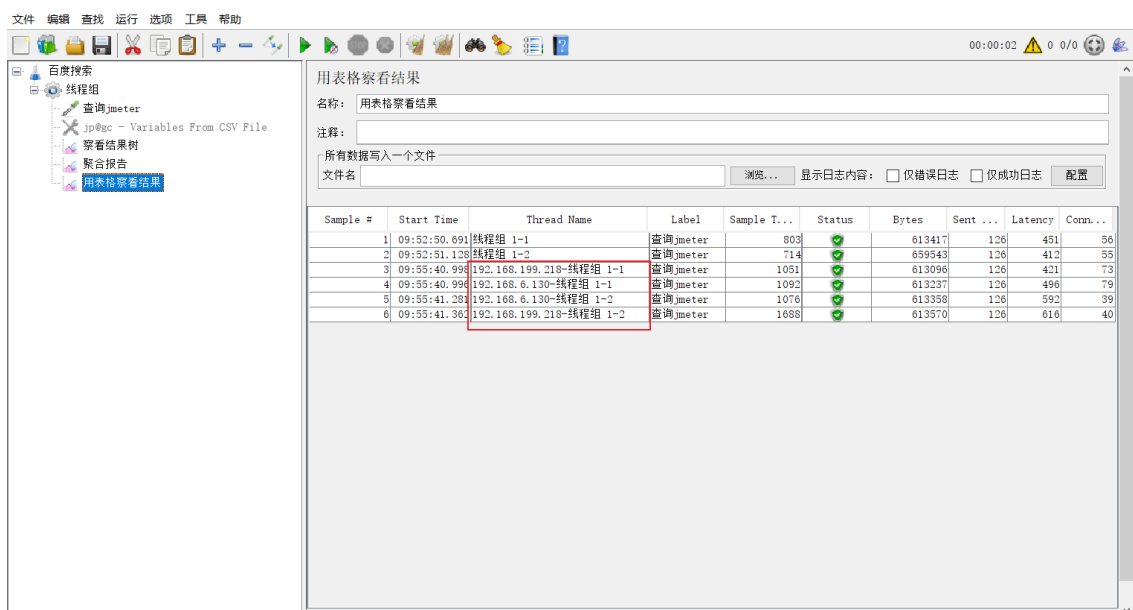 文件 编辑 查找 运行 选项 工具 帮助
00:00:02 0 0/0
百度搜索
线程组
查询jmeter
jp@gc - Variables From CSV File
察看结果树
聚合报告
用表格察看结果
用表格察看结果
名称： 用表格察看结果
注释：
所有数据写入一个文件
文件名 浏览... 显示日志内容： 仅错误日志 仅成功日志 配置
Sample # Start Time Thread Name Label Sample T... Status Bytes Sent ... Latency Conn...
1 09:52:50.691 线程组 1-1 查询jmeter 803 613417 126 451 56
2 09:52:51.128 线程组 1-2 查询jmeter 714 659543 126 412 55
3 09:55:40.998 192.168.199.218-线程组 1-1 查询jmeter 1051 613096 126 421 73
4 09:55:40.996 192.168.6.130-线程组 1-1 查询jmeter 1092 613237 126 496 79
5 09:55:41.281 192.168.6.130-线程组 1-2 查询jmeter 1076 613358 126 592 39
6 09:55:41.362 192.168.199.218-线程组 1-2 查询jmeter 1688 613570 126 616 40